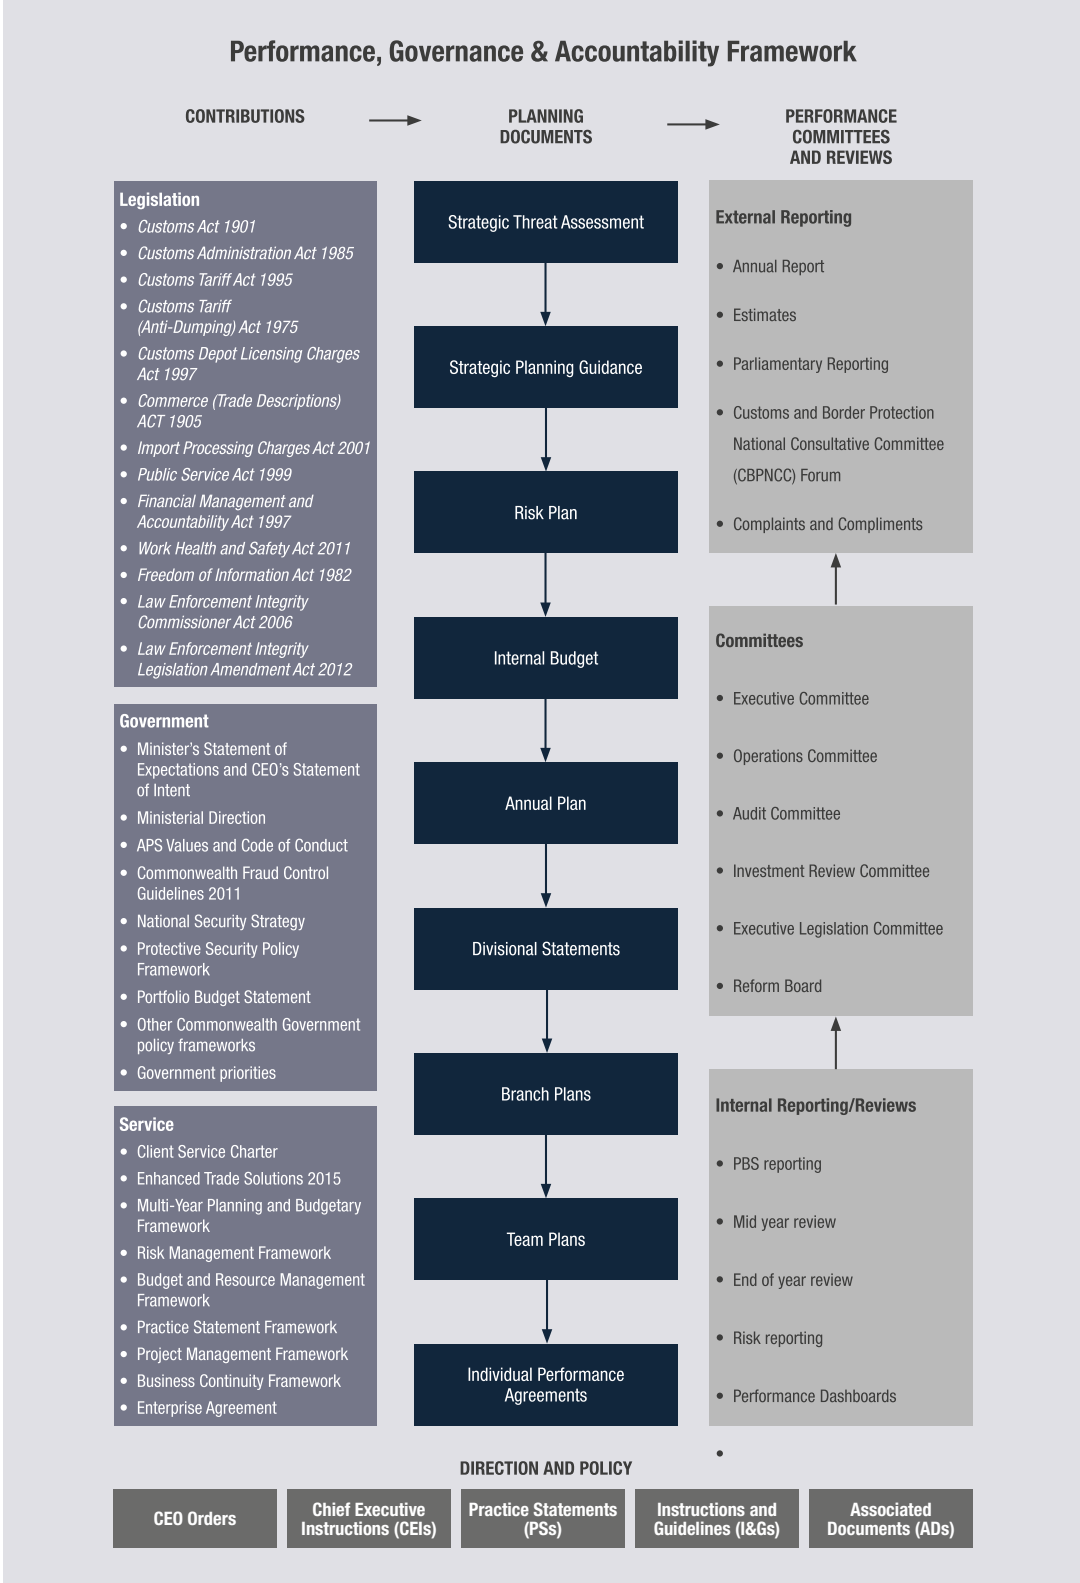 Performance, Governance & Accountability Framework
CONTRIBUTIONS
PLANNING
DOCUMENTS
PERFORMANCE
COMMITTEES
AND REVIEWS
Legislation
• Customs Act 1901
• Customs Administration Act 1985
• Customs Tariff Act 1995
• Customs Tariff
(Anti-Dumping) Act 1975
• Customs Depot Licensing Charges
Act 1997
• Commerce (Trade Descriptions)
ACT 1905
• Import Processing Charges Act 2001
• Public Service Act 1999
• Financial Management and
Accountability Act 1997
• Work Health and Safety Act 2011
• Freedom of Information Act 1982
• Law Enforcement Integrity
Commissioner Act 2006
• Law Enforcement Integrity
Legislation Amendment Act 2012
Government
• Minister's Statement of
Expectations and CEO's Statement
of Intent
• Ministerial Direction
• APS Values and Code of Conduct
• Commonwealth Fraud Control
Guidelines 2011
• National Security Strategy
• Protective Security Policy
Framework
• Portfolio Budget Statement
• Other Commonwealth Government
policy frameworks
• Government priorities
Service
• Client Service Charter
• Enhanced Trade Solutions 2015
• Multi-Year Planning and Budgetary
Framework
• Risk Management Framework
• Budget and Resource Management
Framework
• Practice Statement Framework
• Project Management Framework
• Business Continuity Framework
• Enterprise Agreement
Strategic Threat Assessment
Strategic Planning Guidance
Risk Plan
Internal Budget
Annual Plan
Divisional Statements
Branch Plans
Team Plans
Individual Performance
Agreements
External Reporting
• Annual Report
• Estimates
• Parliamentary Reporting
• Customs and Border Protection
National Consultative Committee
(CBPNCC) Forum
• Complaints and Compliments
Committees
• Executive Committee
• Operations Committee
• Audit Committee
• Investment Review Committee
• Executive Legislation Committee
• Reform Board
Internal Reporting/Reviews
• PBS reporting
• Mid year review
• End of year review
• Risk reporting
• Performance Dashboards
•
DIRECTION AND POLICY
CEO Orders
Chief Executive
Instructions (CEIs)
Practice Statements
(PSs)
Instructions and
Guidelines (I&Gs)
Associated
Documents (ADs)